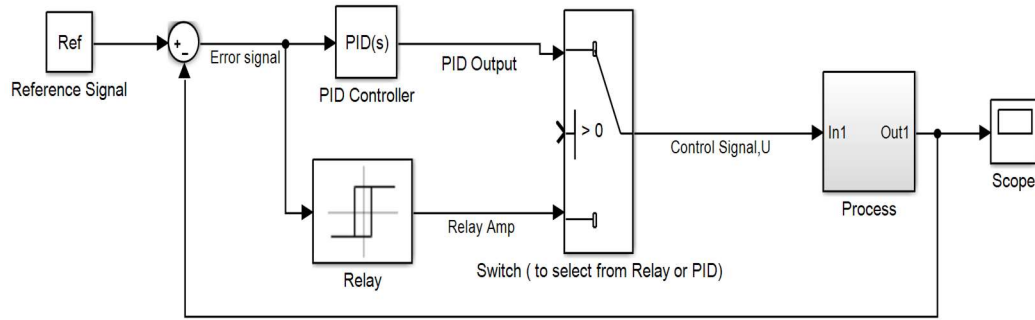 Ref
Reference Signal
+
-
Error signal
PID(s)
PID Controller
PID Output
Relay
Relay Amp
> 0
Switch ( to select from Relay or PID)
Control Signal,U
In1
Out1
Process
Scope